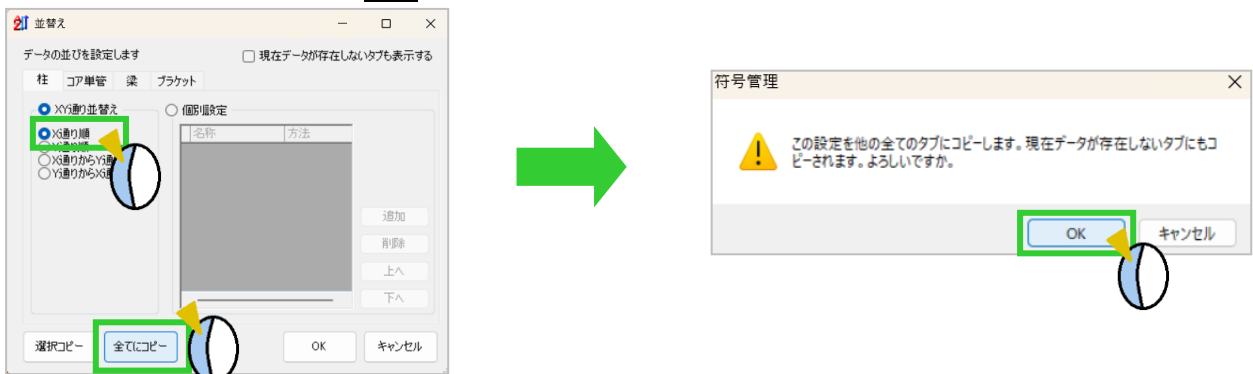 並替え
データの並びを設定します
現在データが存在しないタブも表示する
柱 コア単管 梁 ブラケット
XY通り並替え
個別設定
X通り順
名称 方法
追加
削除
上へ
下へ
選択コピー 全てにコピー OK キャンセル
符号管理
この設定を他の全てのタブにコピーします。現在データが存在しないタブにもコ
ピーされます。よろしいですか。
OK キャンセル